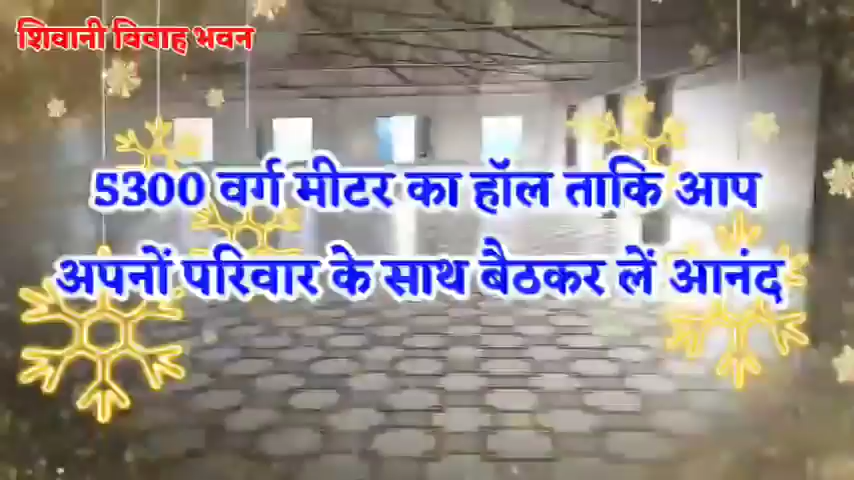 शिवानी विवाह भवन
5300 वर्ग मीटर का हॉल ताकि आप
अपनों परिवार के साथ बैठकर लें आनंद